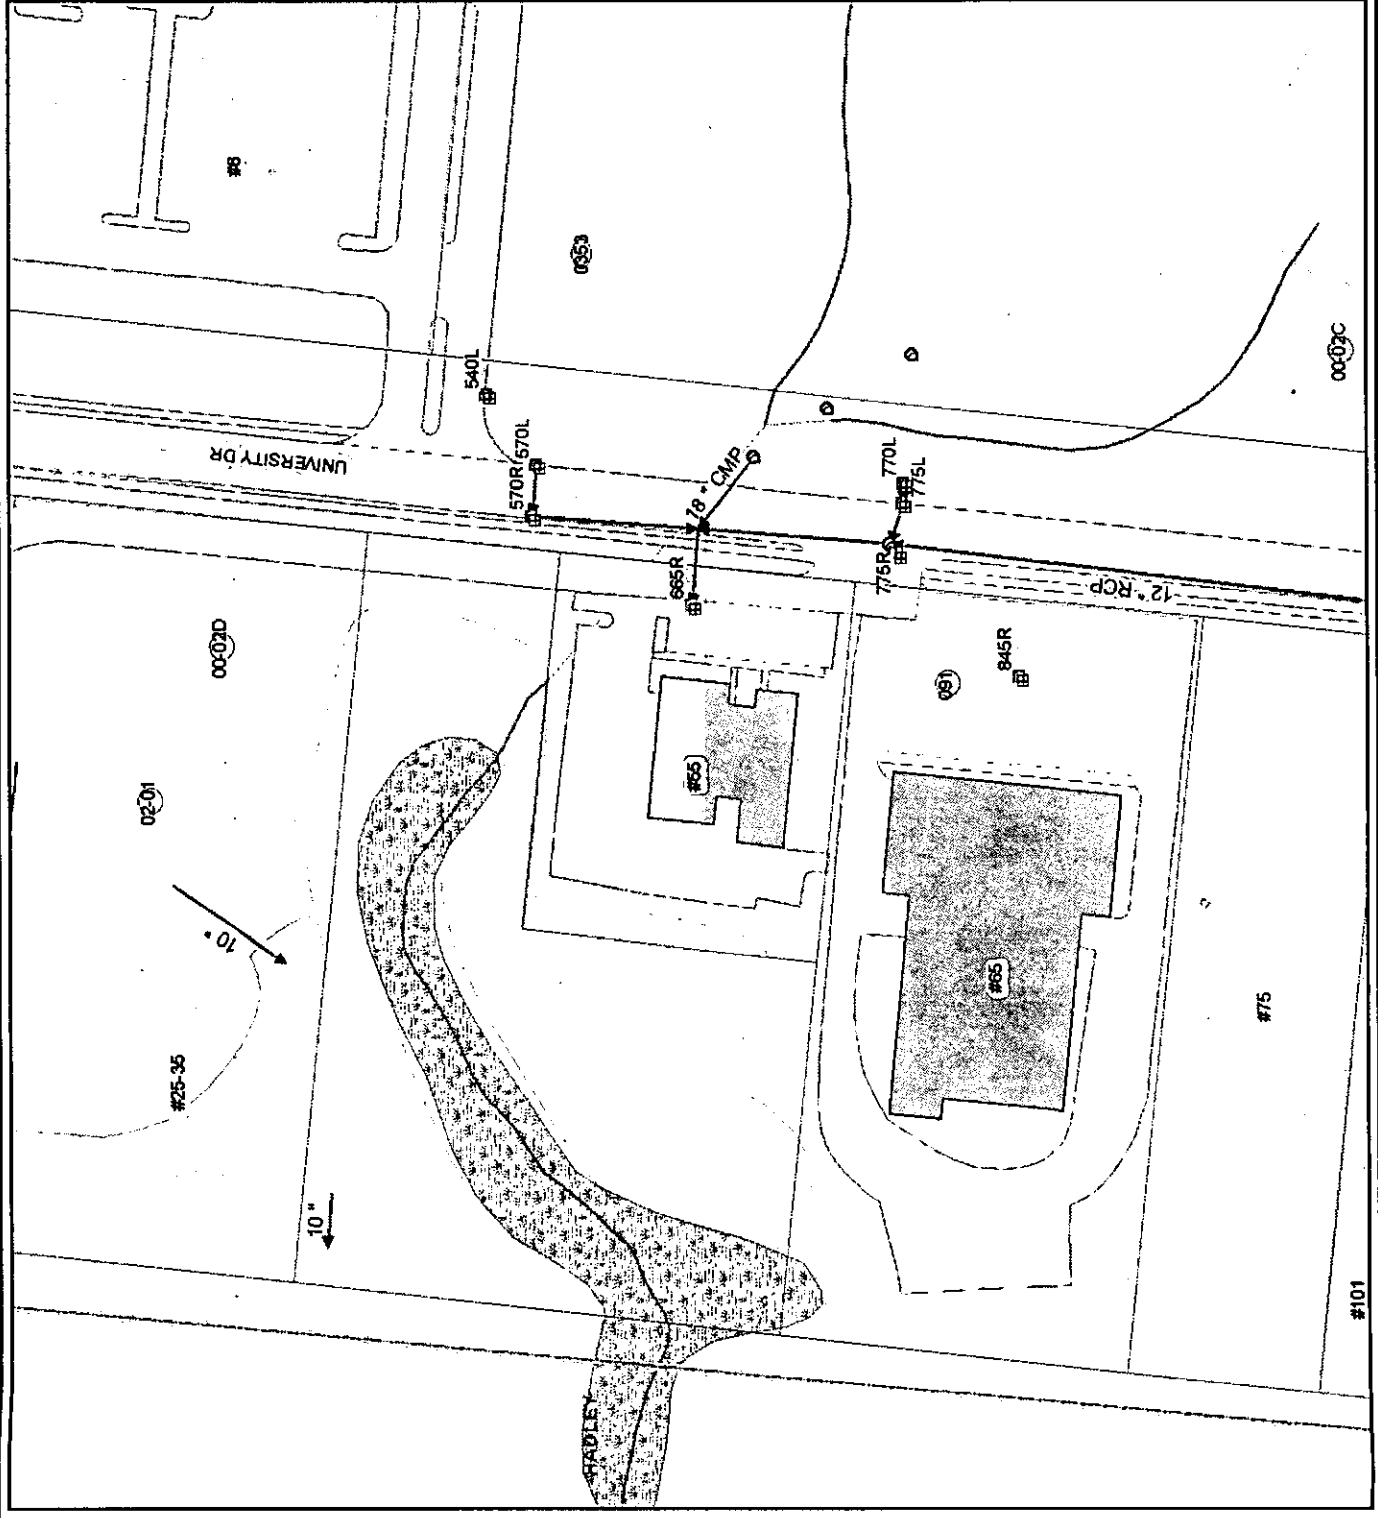 #8
0353
540L
UNIVERSITY DR
570L
570R
18 " CMP
770L
775L
775R
665R
12" RCP
00-02C
00-02D
02-01
845R
091
#55
#65
10 "
#25-35
10 "
#75
#101
HADLEY